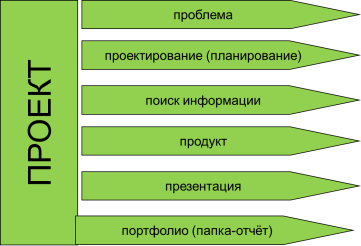 ПРОЕКТ
проблема
проектирование (планирование)
поиск информации
продукт
презентация
портфолио (папка-отчёт)